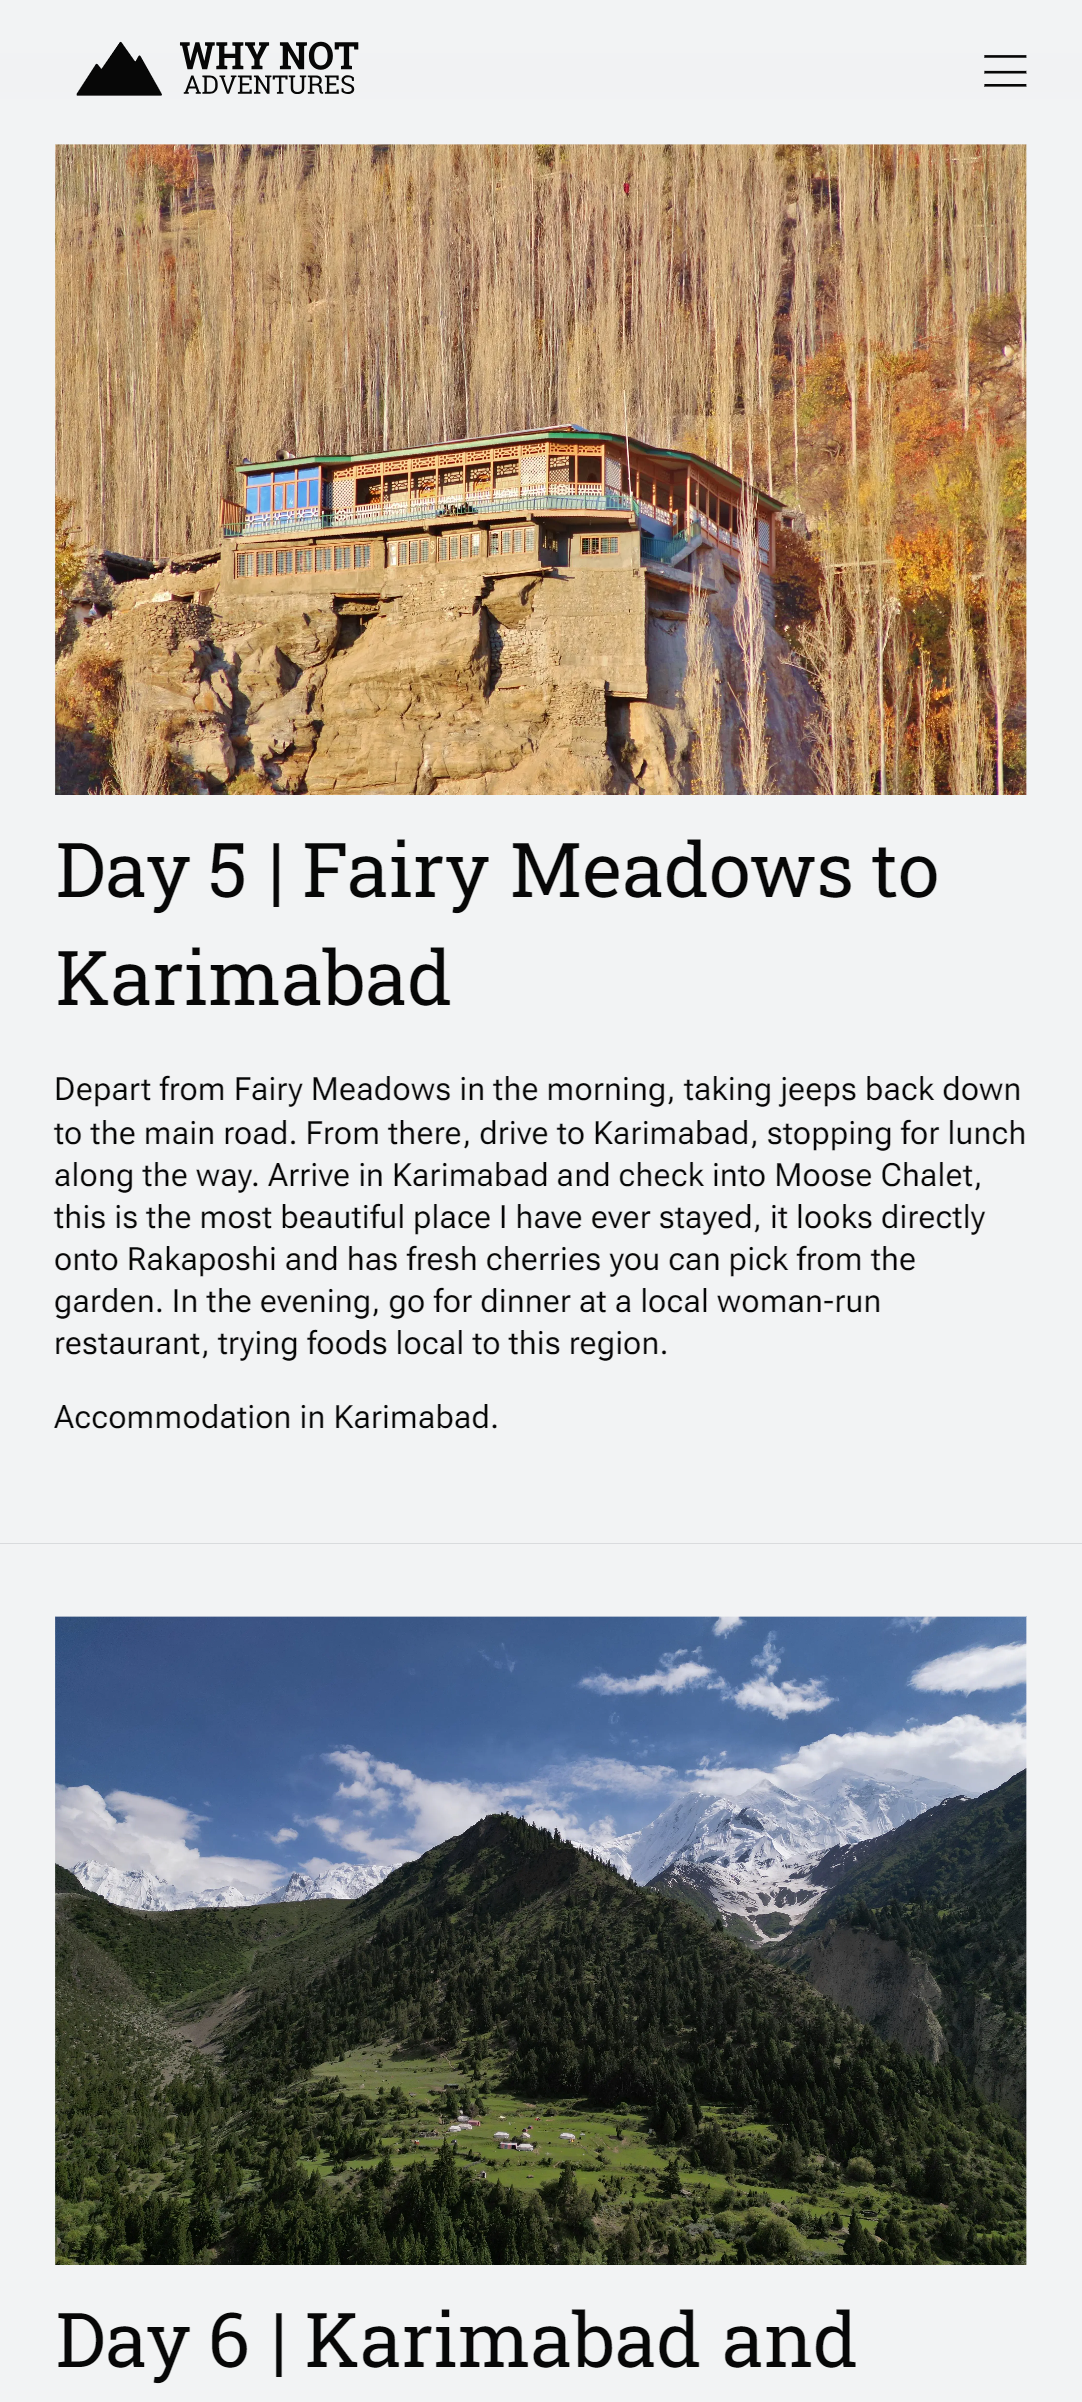 WHY NOT
ADVENTURES
Day 5 | Fairy Meadows to
Karimabad
Depart from Fairy Meadows in the morning, taking jeeps back down
to the main road. From there, drive to Karimabad, stopping for lunch
along the way. Arrive in Karimabad and check into Moose Chalet,
this is the most beautiful place I have ever stayed, it looks directly
onto Rakaposhi and has fresh cherries you can pick from the
garden. In the evening, go for dinner at a local woman-run
restaurant, trying foods local to this region.
Accommodation in Karimabad.
Day 6 | Karimabad and